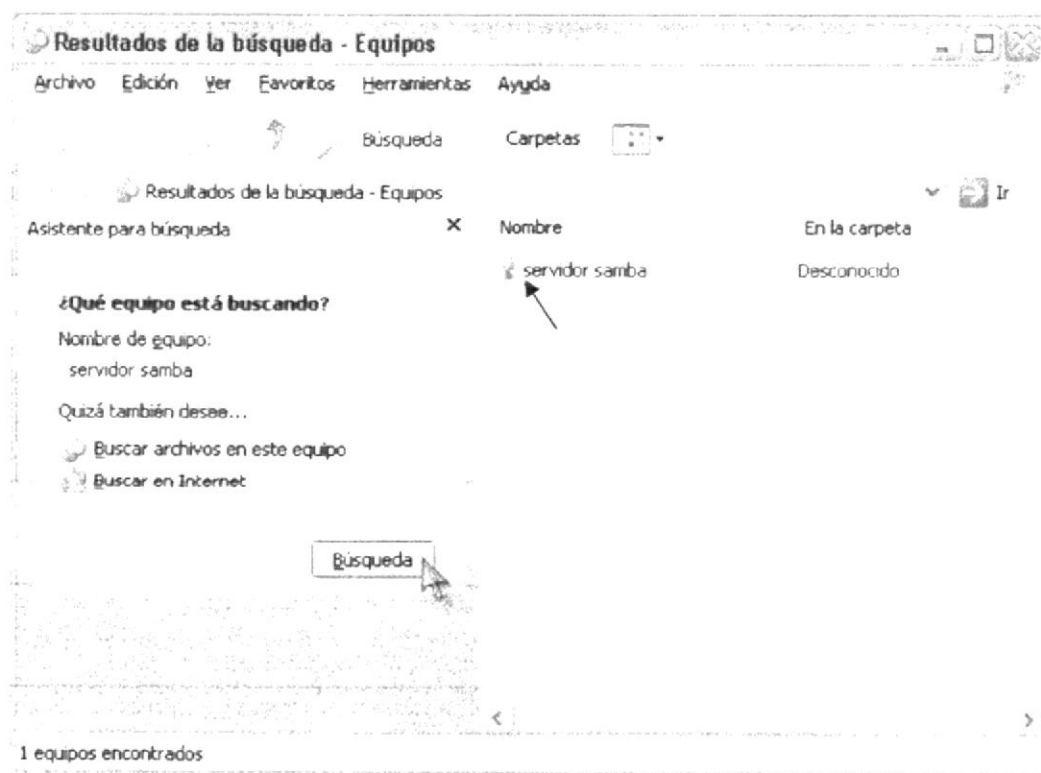 Resultados de la búsqueda - Equipos
Archivo Edición Ver Favoritos Herramientas Ayuda
Búsqueda Carpetas
Resultados de la búsqueda - Equipos Ir
Asistente para búsqueda
Nombre En la carpeta
servidor samba Desconocido
¿Qué equipo está buscando?
Nombre de equipo:
servidor samba
Quizá también desee...
Buscar archivos en este equipo
Buscar en Internet
Búsqueda
1 equipos encontrados